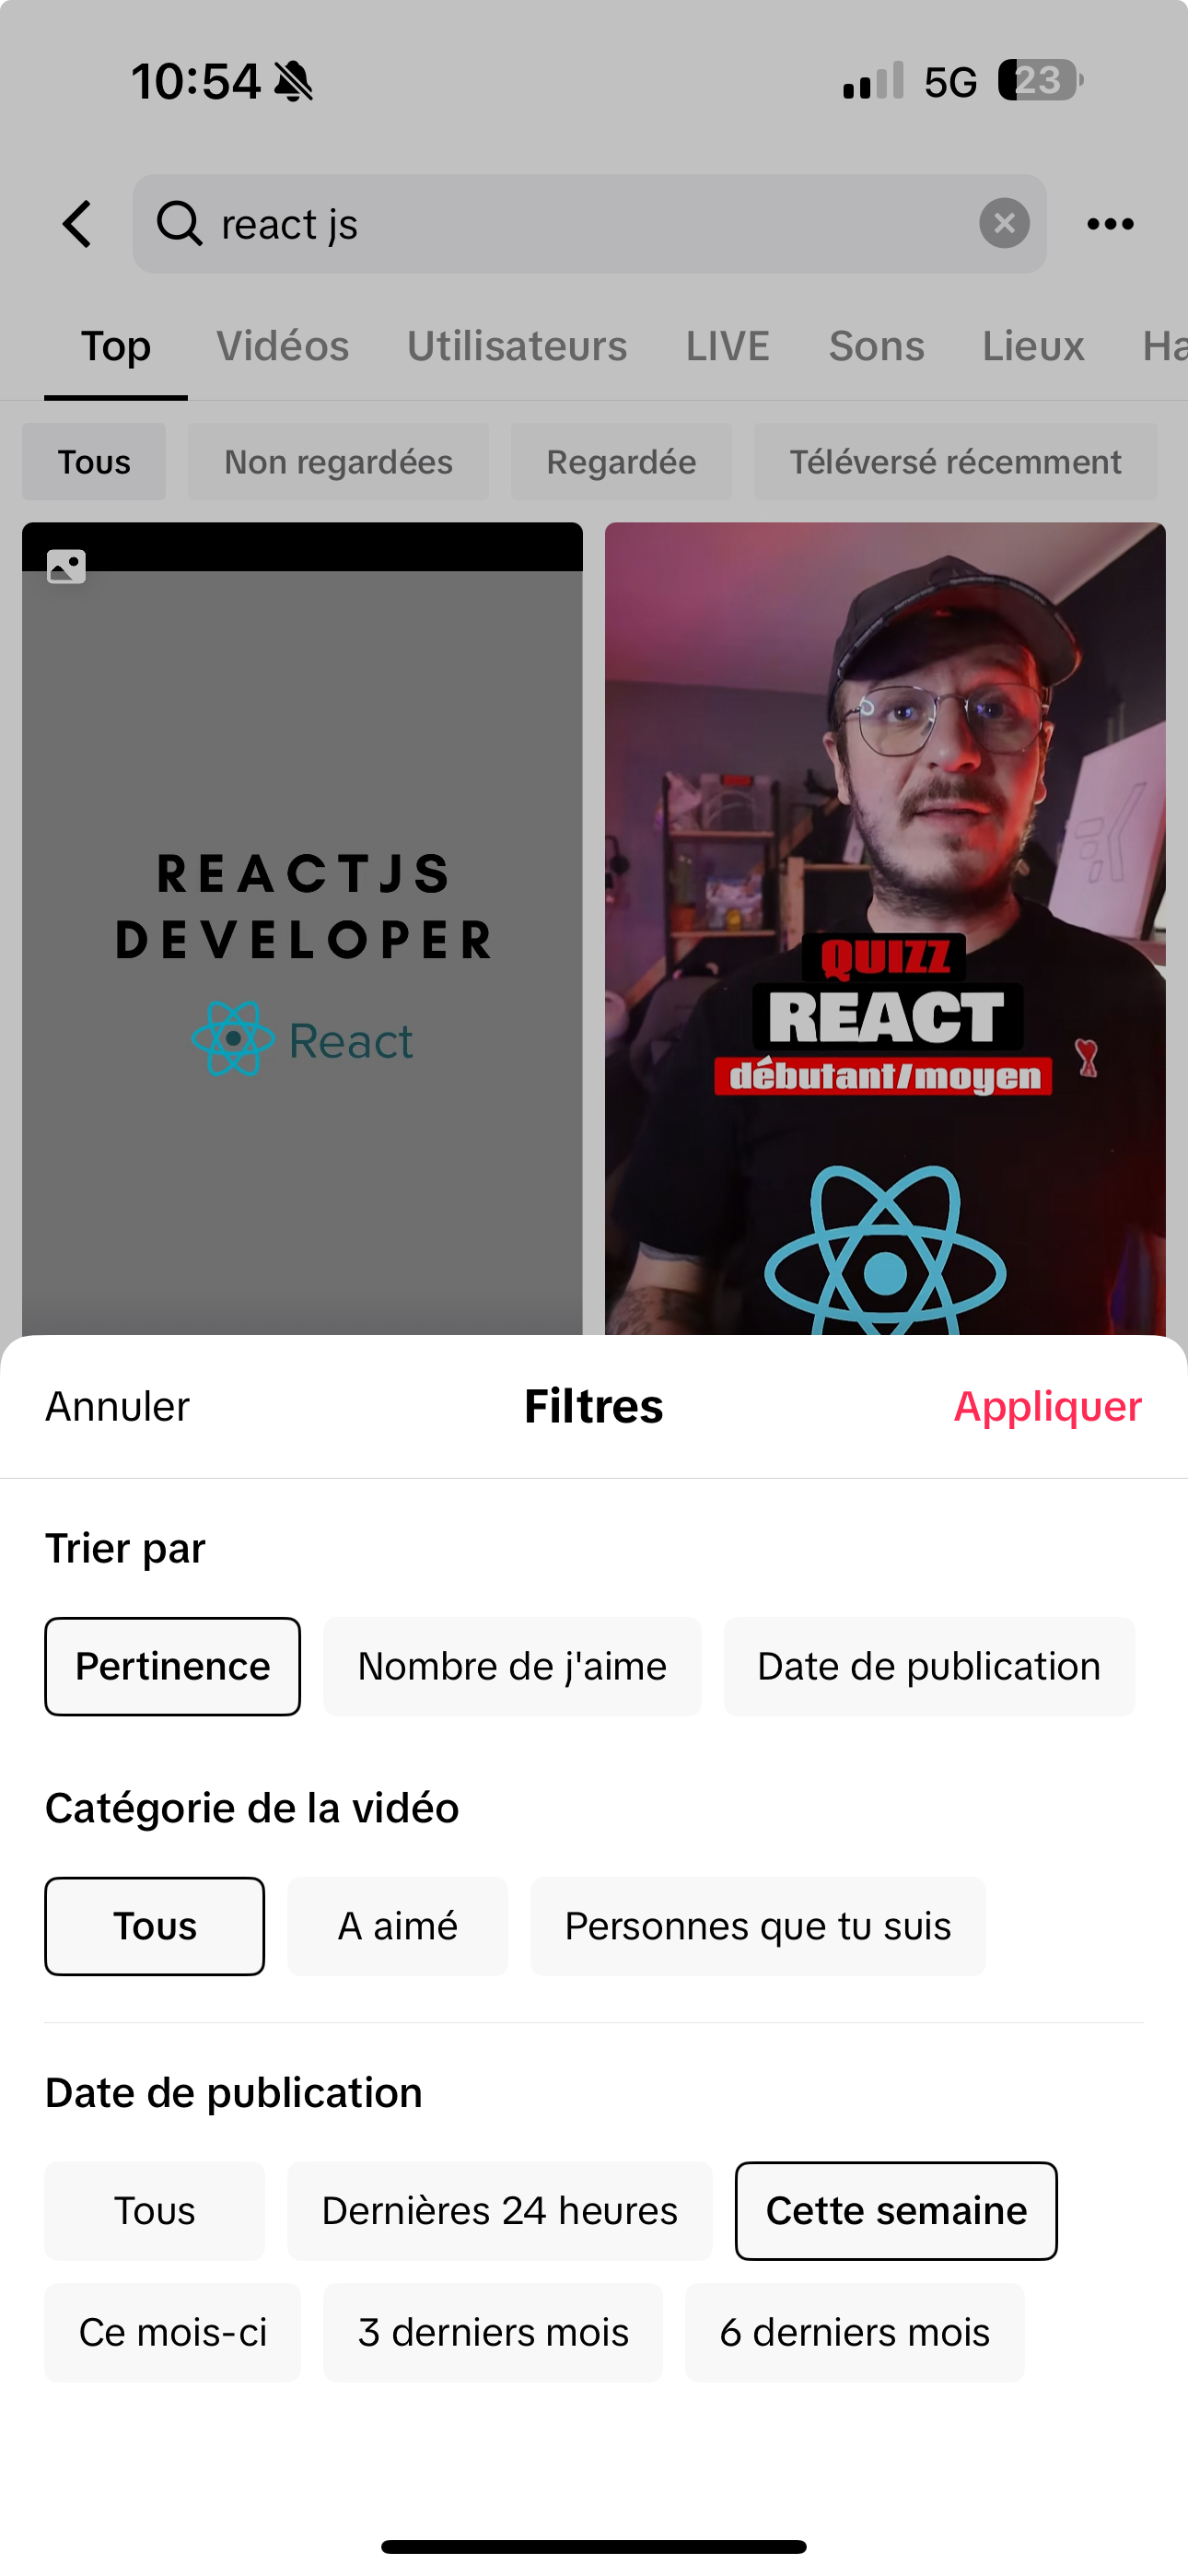 10:54
5G
23
react js
Top
Vidéos
Utilisateurs
LIVE
Sons
Lieux
Ha
Tous
Non regardées
Regardée
Téléversé récemment
REACTJS
DEVELOPER
React
QUIZZ
REACT
débutant/moyen
Annuler
Filtres
Appliquer
Trier par
Pertinence
Nombre de j'aime
Date de publication
Catégorie de la vidéo
Tous
A aimé
Personnes que tu suis
Date de publication
Tous
Dernières 24 heures
Cette semaine
Ce mois-ci
3 derniers mois
6 derniers mois